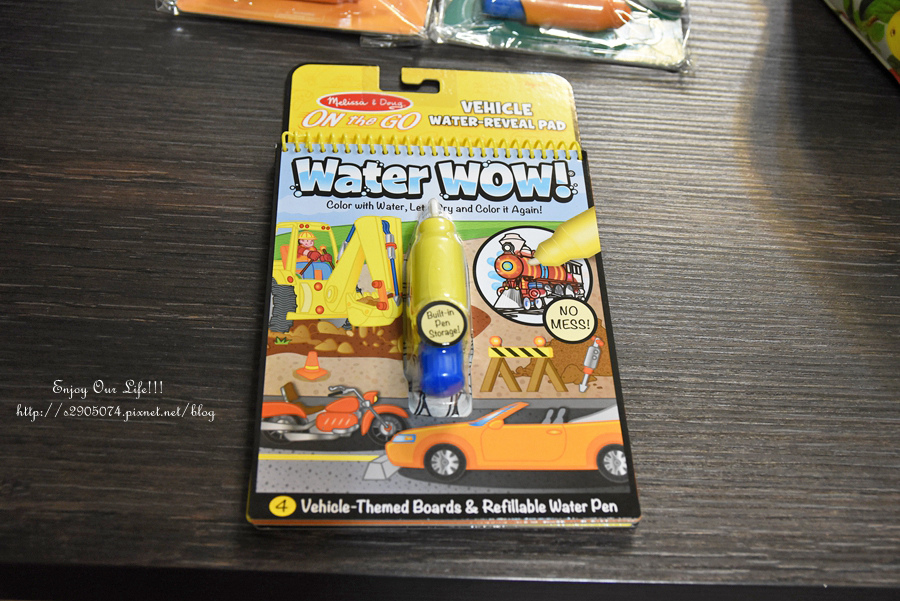 Melissa & Doug
ON the GO
VEHICLE
WATER-REVEAL PAD
Water WOW!
Color with Water, Let Dry and Color it Again!
Built-in
Pen
Storage!
NO
MESS!
Enjoy Our Life!!!
http://s2905074.pixnet.net/blog
4 Vehicle-Themed Boards & Refillable Water Pen